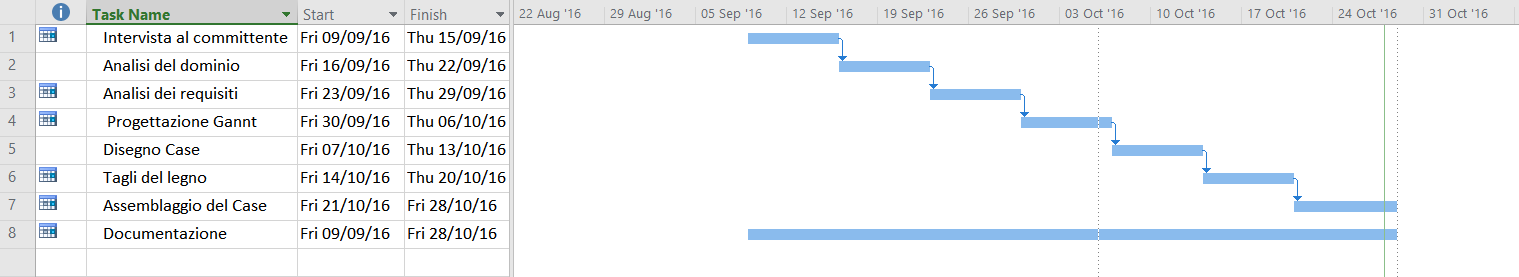 Task Name Start Finish 22 Aug '16 29 Aug '16 05 Sep '16 12 Sep '16 19 Sep '16 26 Sep '16 03 Oct '16 10 Oct '16 17 Oct '16 24 Oct '16 31 Oct '16
1 Intervista al committente Fri 09/09/16 Thu 15/09/16
2 Analisi del dominio Fri 16/09/16 Thu 22/09/16
3 Analisi dei requisiti Fri 23/09/16 Thu 29/09/16
4 Progettazione Gannt Fri 30/09/16 Thu 06/10/16
5 Disegno Case Fri 07/10/16 Thu 13/10/16
6 Tagli del legno Fri 14/10/16 Thu 20/10/16
7 Assemblaggio del Case Fri 21/10/16 Fri 28/10/16
8 Documentazione Fri 09/09/16 Fri 28/10/16